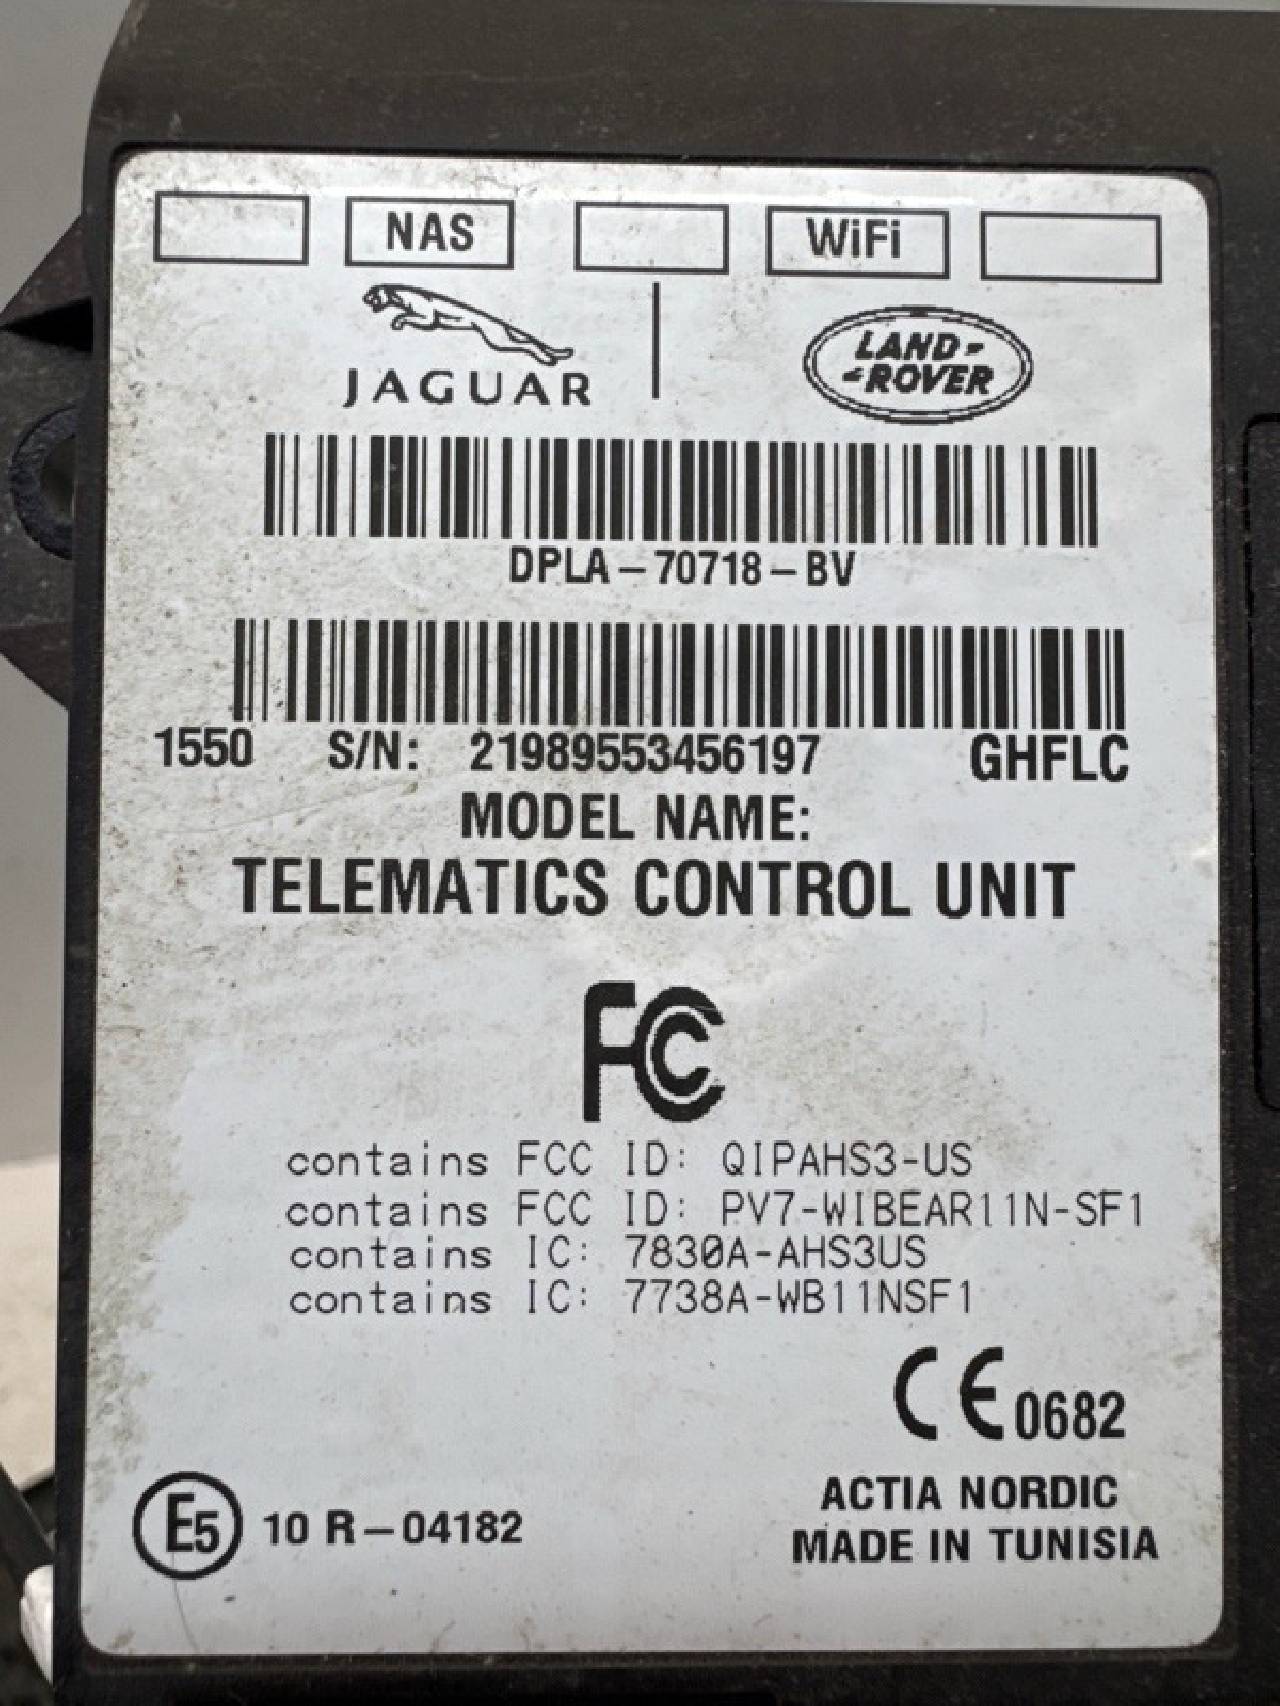 NAS WiFi
JAGUAR
LAND-
ROVER
DPLA-70718-BV
1550 S/N: 21989553456197 GHFLC
MODEL NAME:
TELEMATICS CONTROL UNIT
FC
contains FCC ID: QIPAHS3-US
contains FCC ID: PV7-WIBEAR11N-SF1
contains IC: 7830A-AHS3US
contains IC: 7738A-WB11NSF1
CE 0682
E5 10 R-04182
ACTIA NORDIC
MADE IN TUNISIA